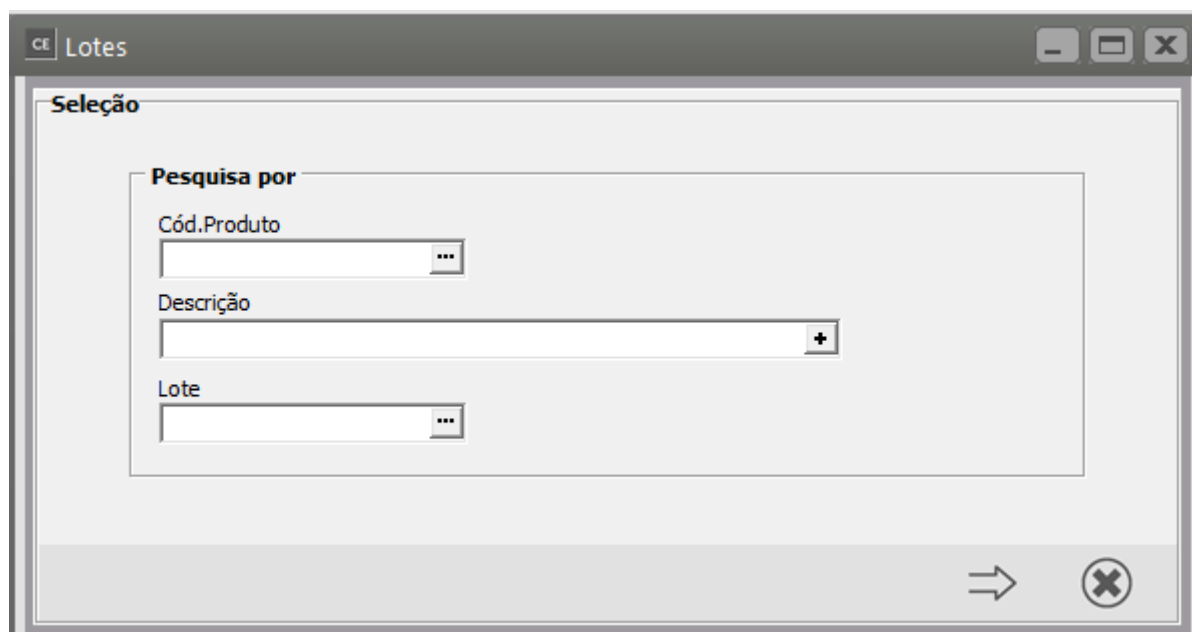 CE Lotes
Seleção
Pesquisa por
Cód.Produto
Descrição
Lote